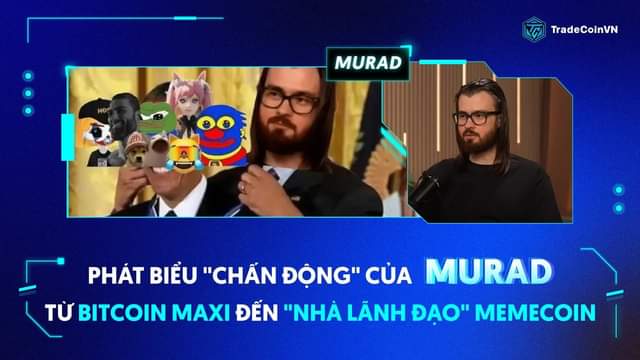 TradeCoinVN
MURAD
PHÁT BIỂU "CHẤN ĐỘNG" CỦA MURAD
TỪ BITCOIN MAXI ĐẾN "NHÀ LÃNH ĐẠO" MEMECOIN